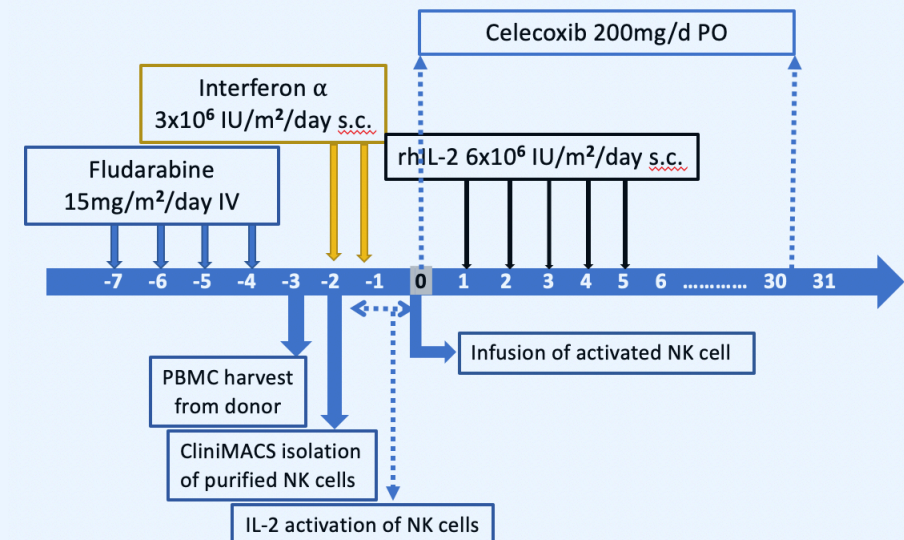 Celecoxib 200mg/d PO
Interferon α
3x10⁶ IU/m²/day s.c.
rhIL-2 6x10⁶ IU/m²/day s.c.
Fludarabine
15mg/m²/day IV
-7 -6 -5 -4 -3 -2 -1 0 1 2 3 4 5 6 ………… 30 31
Infusion of activated NK cell
PBMC harvest
from donor
CliniMACS isolation
of purified NK cells
IL-2 activation of NK cells